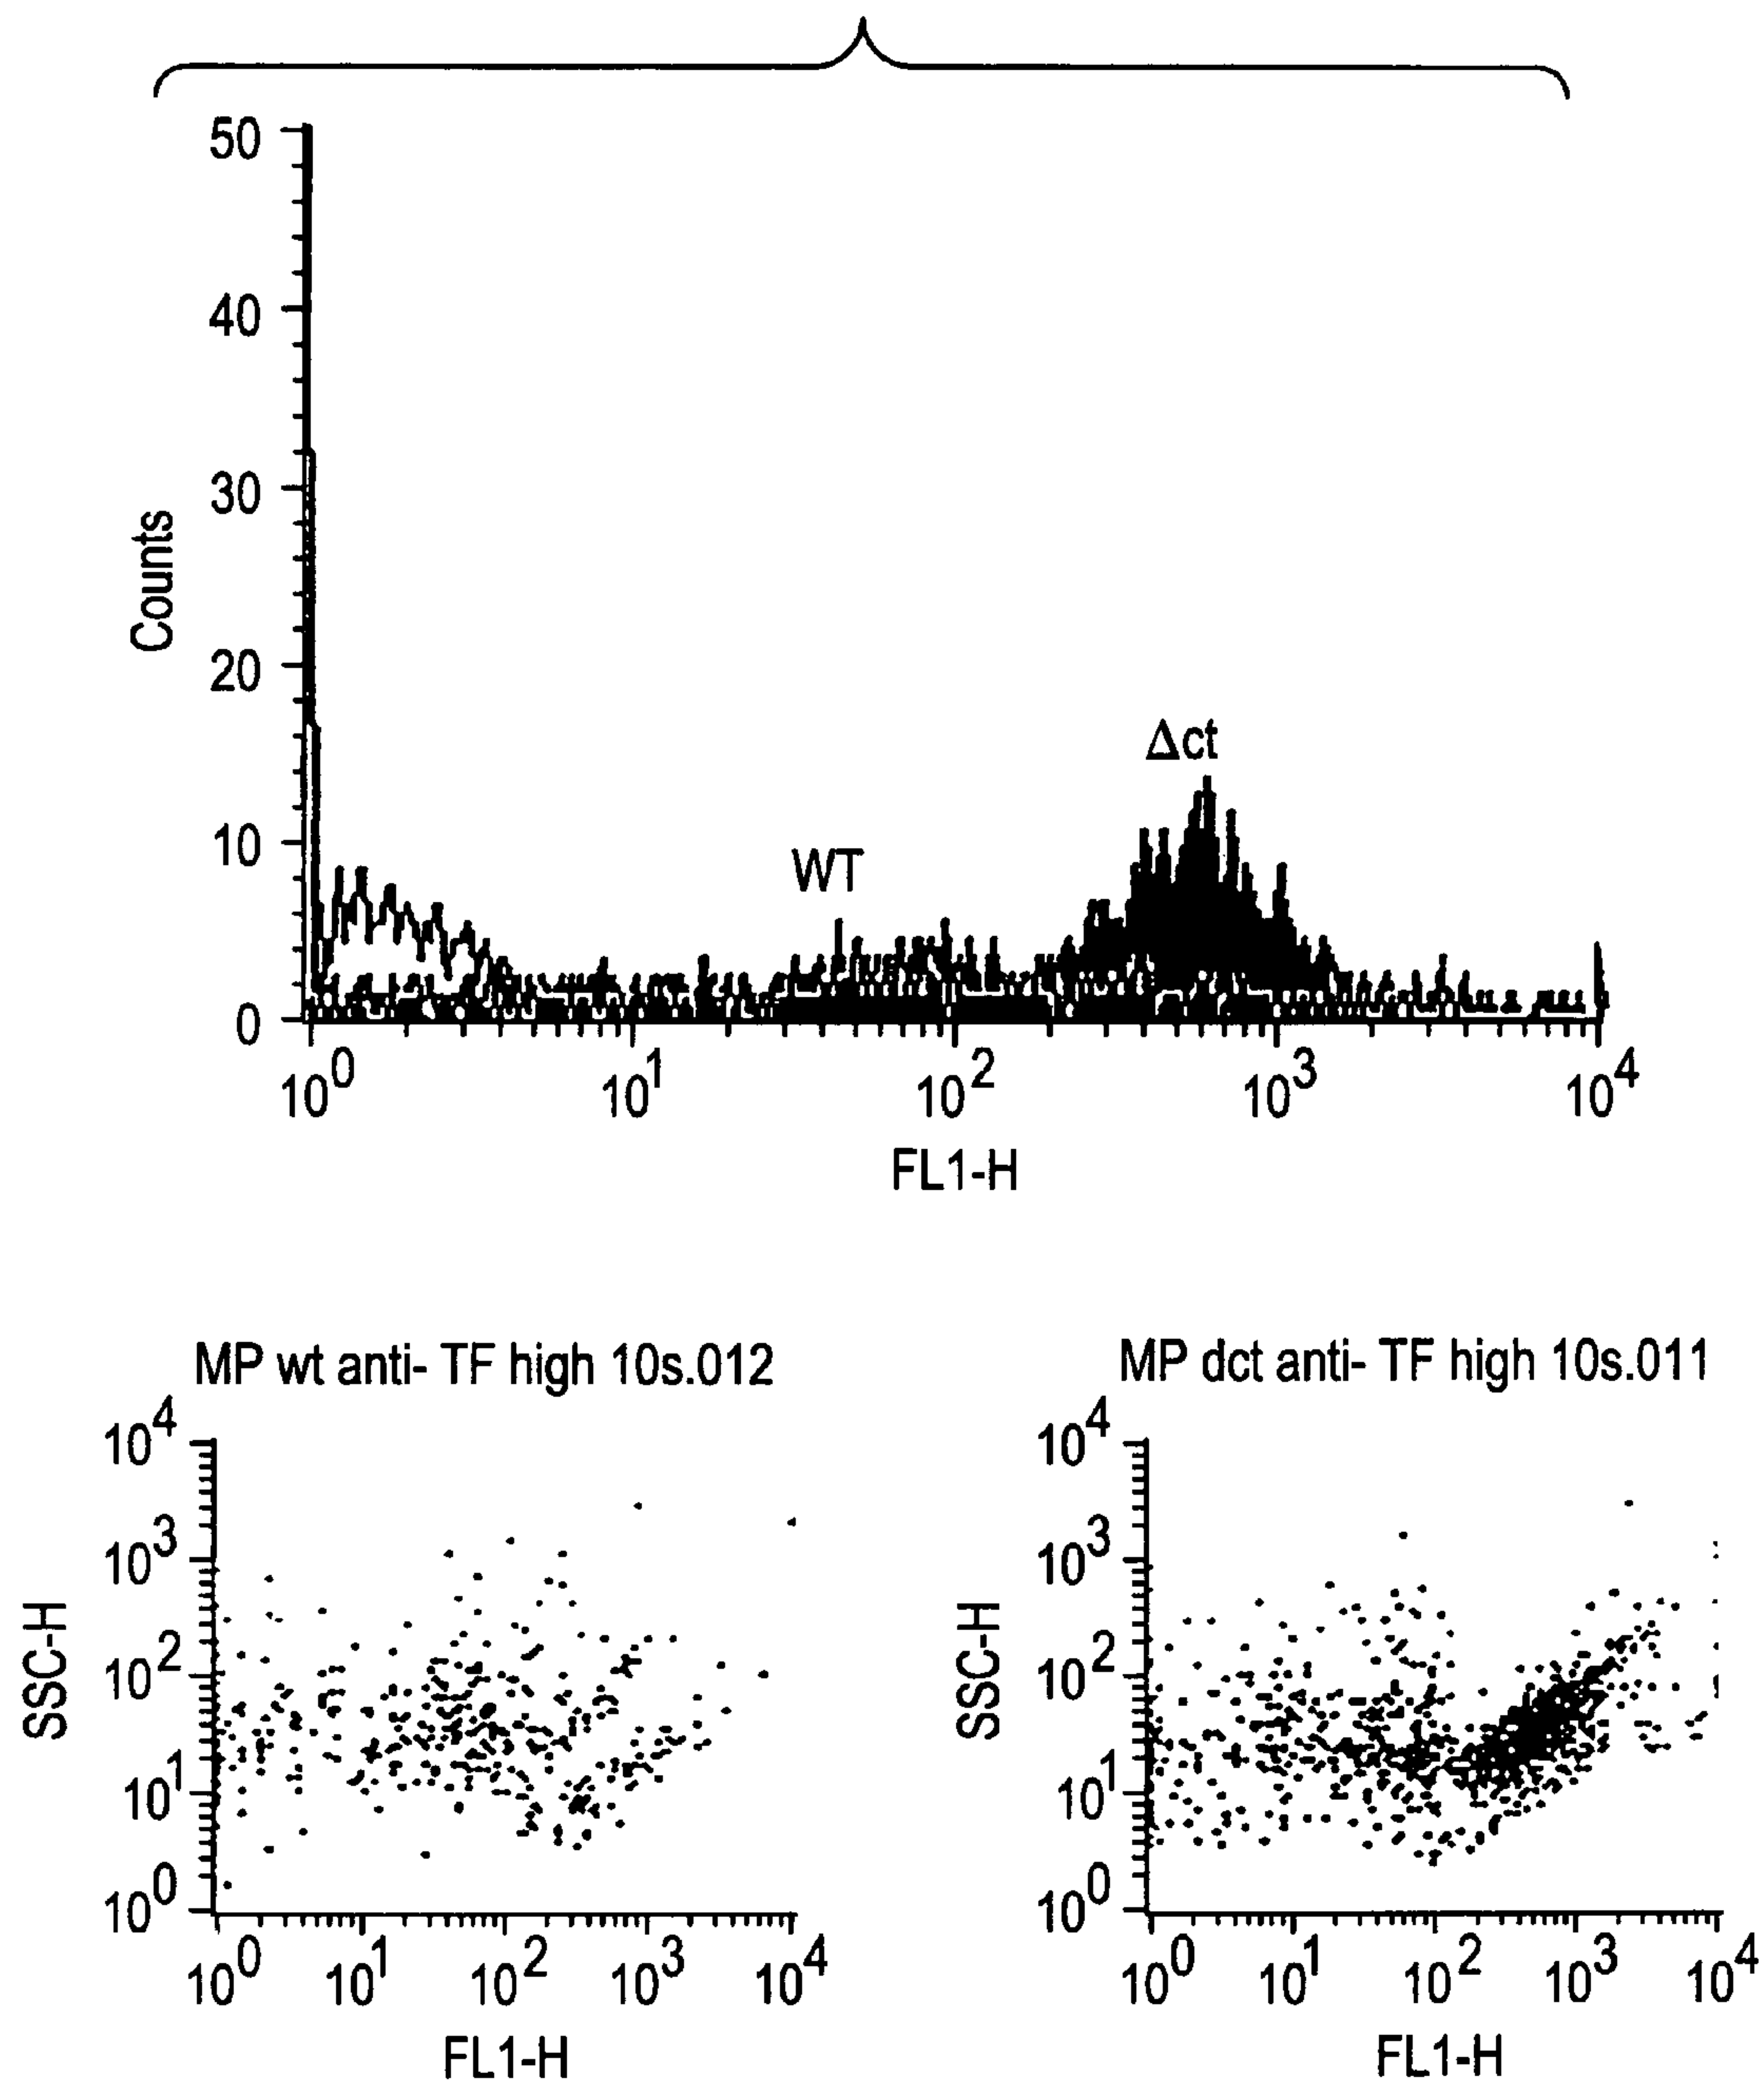 50
40
30
20
10
0
Counts
Δct
WT
10^0 10^1 10^2 10^3 10^4
FL1-H
MP wt anti- TF high 10s.012
10^4
10^3
10^2
10^1
10^0
SSC-H
10^0 10^1 10^2 10^3 10^4
FL1-H
MP dct anti- TF high 10s.011
10^4
10^3
10^2
10^1
10^0
SSC-H
10^0 10^1 10^2 10^3 10^4
FL1-H